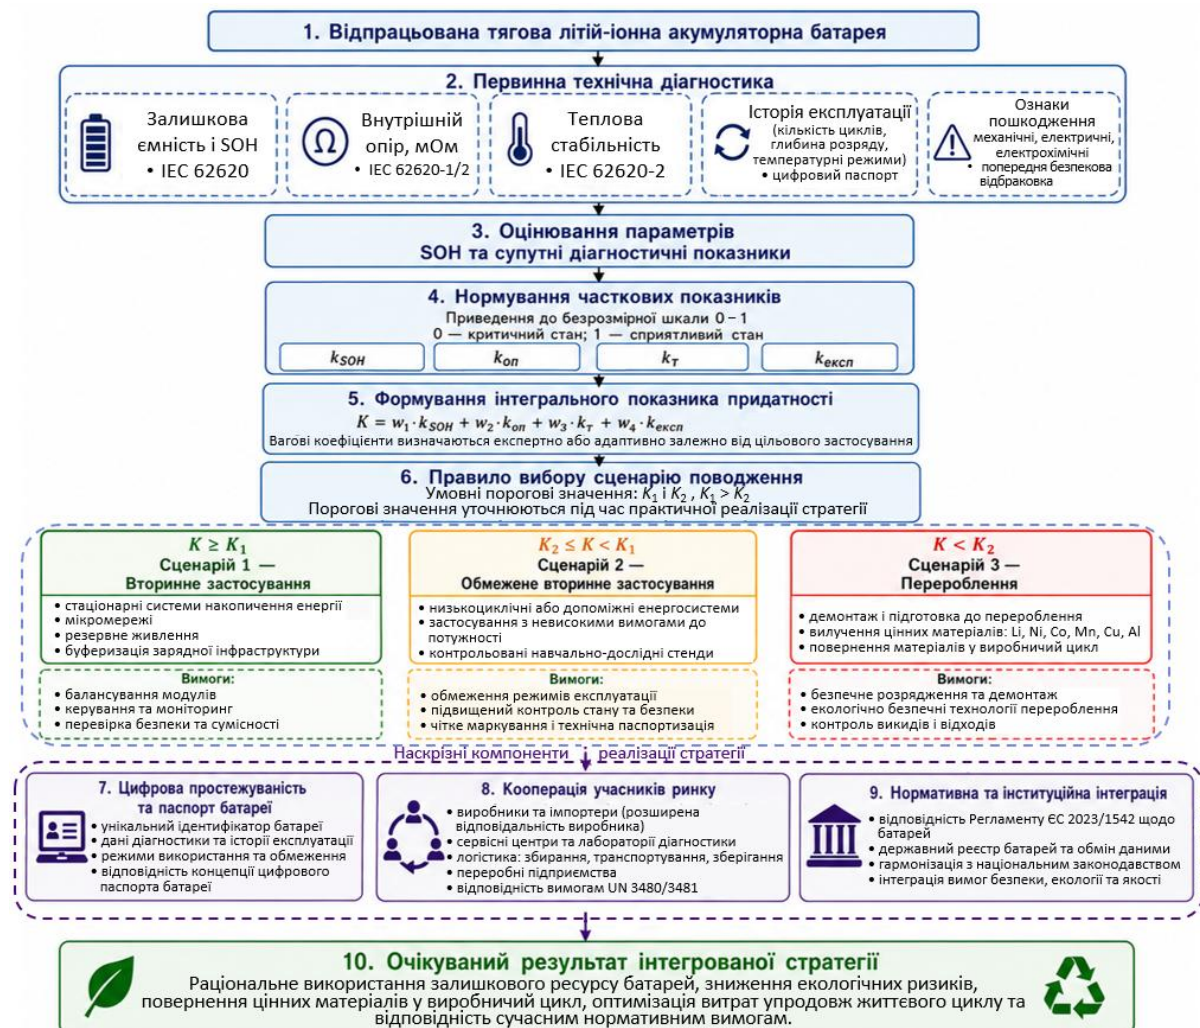 1. Відпрацьована тягова літій-іонна акумуляторна батарея
2. Первинна технічна діагностика
Залишкова
ємність і SOH
• IEC 62620
Ω
Внутрішній
опір, мОм
• IEC 62620-1/2
Теплова
стабільність
• IEC 62620-2
Історія експлуатації
(кількість циклів,
глибина розряду,
температурні режими)
• цифровий паспорт
Ознаки
пошкодження
механічні, електричні,
електрохімічні
• попередня безпекова
відбраковка
3. Оцінювання параметрів
SOH та супутні діагностичні показники
4. Нормування часткових показників
Приведення до безрозмірної шкали 0 – 1
0 — критичний стан; 1 — сприятливий стан
k_SOH
k_оп
k_T
k_експ
5. Формування інтегрального показника придатності
K = w₁·k_SOH + w₂·k_оп + w₃·k_T + w₄·k_експ
Вагові коефіцієнти визначаються експертно або адаптивно залежно від цільового застосування
6. Правило вибору сценарію поводження
Умовні порогові значення: K₁ і K₂ , K₁ > K₂
Порогові значення уточнюються під час практичної реалізації стратегії
K ≥ K₁
Сценарій 1 —
Вторинне застосування
• стаціонарні системи накопичення енергії
• мікромережі
• резервне живлення
• буферизація зарядної інфраструктури
Вимоги:
• балансування модулів
• керування та моніторинг
• перевірка безпеки та сумісності
K₂ ≤ K < K₁
Сценарій 2 —
Обмежене вторинне застосування
• низькоциклічні або допоміжні енергосистеми
• застосування з невисокими вимогами до
потужності
• контрольовані навчально-дослідні стенди
Вимоги:
• обмеження режимів експлуатації
• підвищений контроль стану та безпеки
• чітке маркування і технічна паспортизація
K < K₂
Сценарій 3 —
Перероблення
• демонтаж і підготовка до перероблення
• вилучення цінних матеріалів: Li, Ni, Co, Mn, Cu, Al
• повернення матеріалів у виробничий цикл
Вимоги:
• безпечне розрядження та демонтаж
• екологічно безпечні технології перероблення
• контроль викидів і відходів
Наскрізні компоненти реалізації стратегії
7. Цифрова простежуваність
та паспорт батареї
• унікальний ідентифікатор батареї
• дані діагностики та історії експлуатації
• режими використання та обмеження
• відповідність концепції цифрового
паспорта батареї
8. Кооперація учасників ринку
• виробники та імпортери (розширена
відповідальність виробника)
• сервісні центри та лабораторії діагностики
• логістика: збирання, транспортування, зберігання
• переробні підприємства
• відповідність вимогам UN 3480/3481
9. Нормативна та інституційна інтеграція
• відповідність Регламенту ЄС 2023/1542 щодо
батарей
• державний реєстр батарей та обмін даними
• гармонізація з національним законодавством
• інтеграція вимог безпеки, екології та якості
10. Очікуваний результат інтегрованої стратегії
Раціональне використання залишкового ресурсу батарей, зниження екологічних ризиків,
повернення цінних матеріалів у виробничий цикл, оптимізація витрат упродовж життєвого циклу та
відповідність сучасним нормативним вимогам.